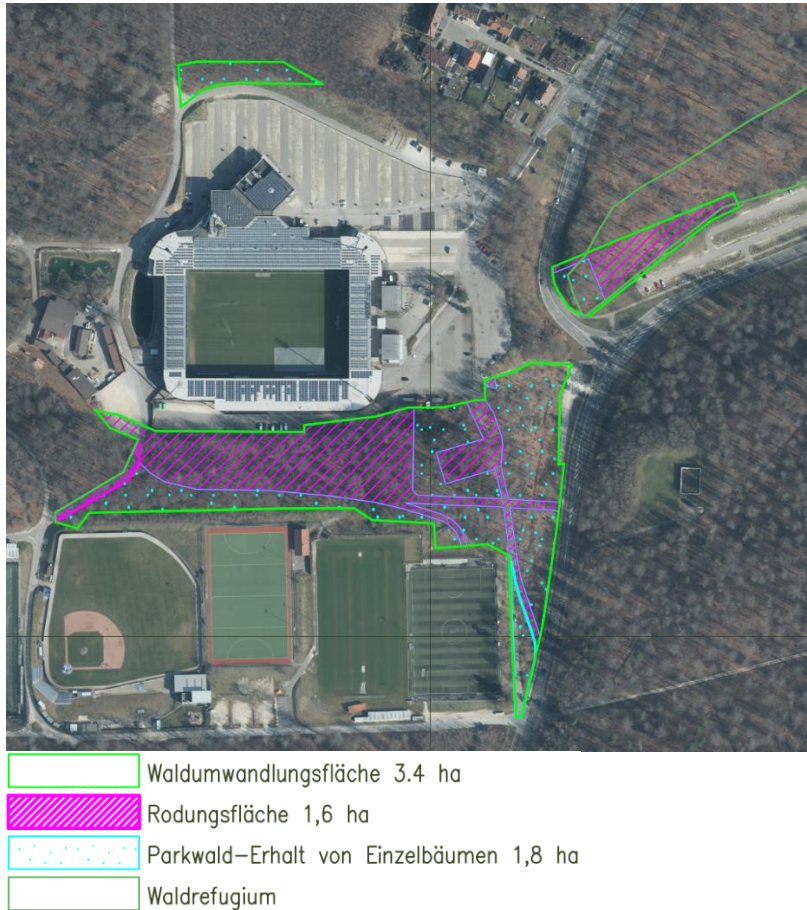 Waldumwandlungsfläche 3.4 ha
Rodungsfläche 1,6 ha
Parkwald-Erhalt von Einzelbäumen 1,8 ha
Waldrefugium